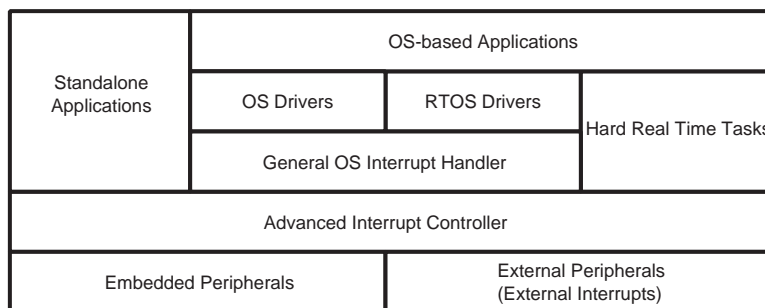 OS-based Applications
Standalone
Applications
OS Drivers
RTOS Drivers
Hard Real Time Tasks
General OS Interrupt Handler
Advanced Interrupt Controller
Embedded Peripherals
External Peripherals
(External Interrupts)